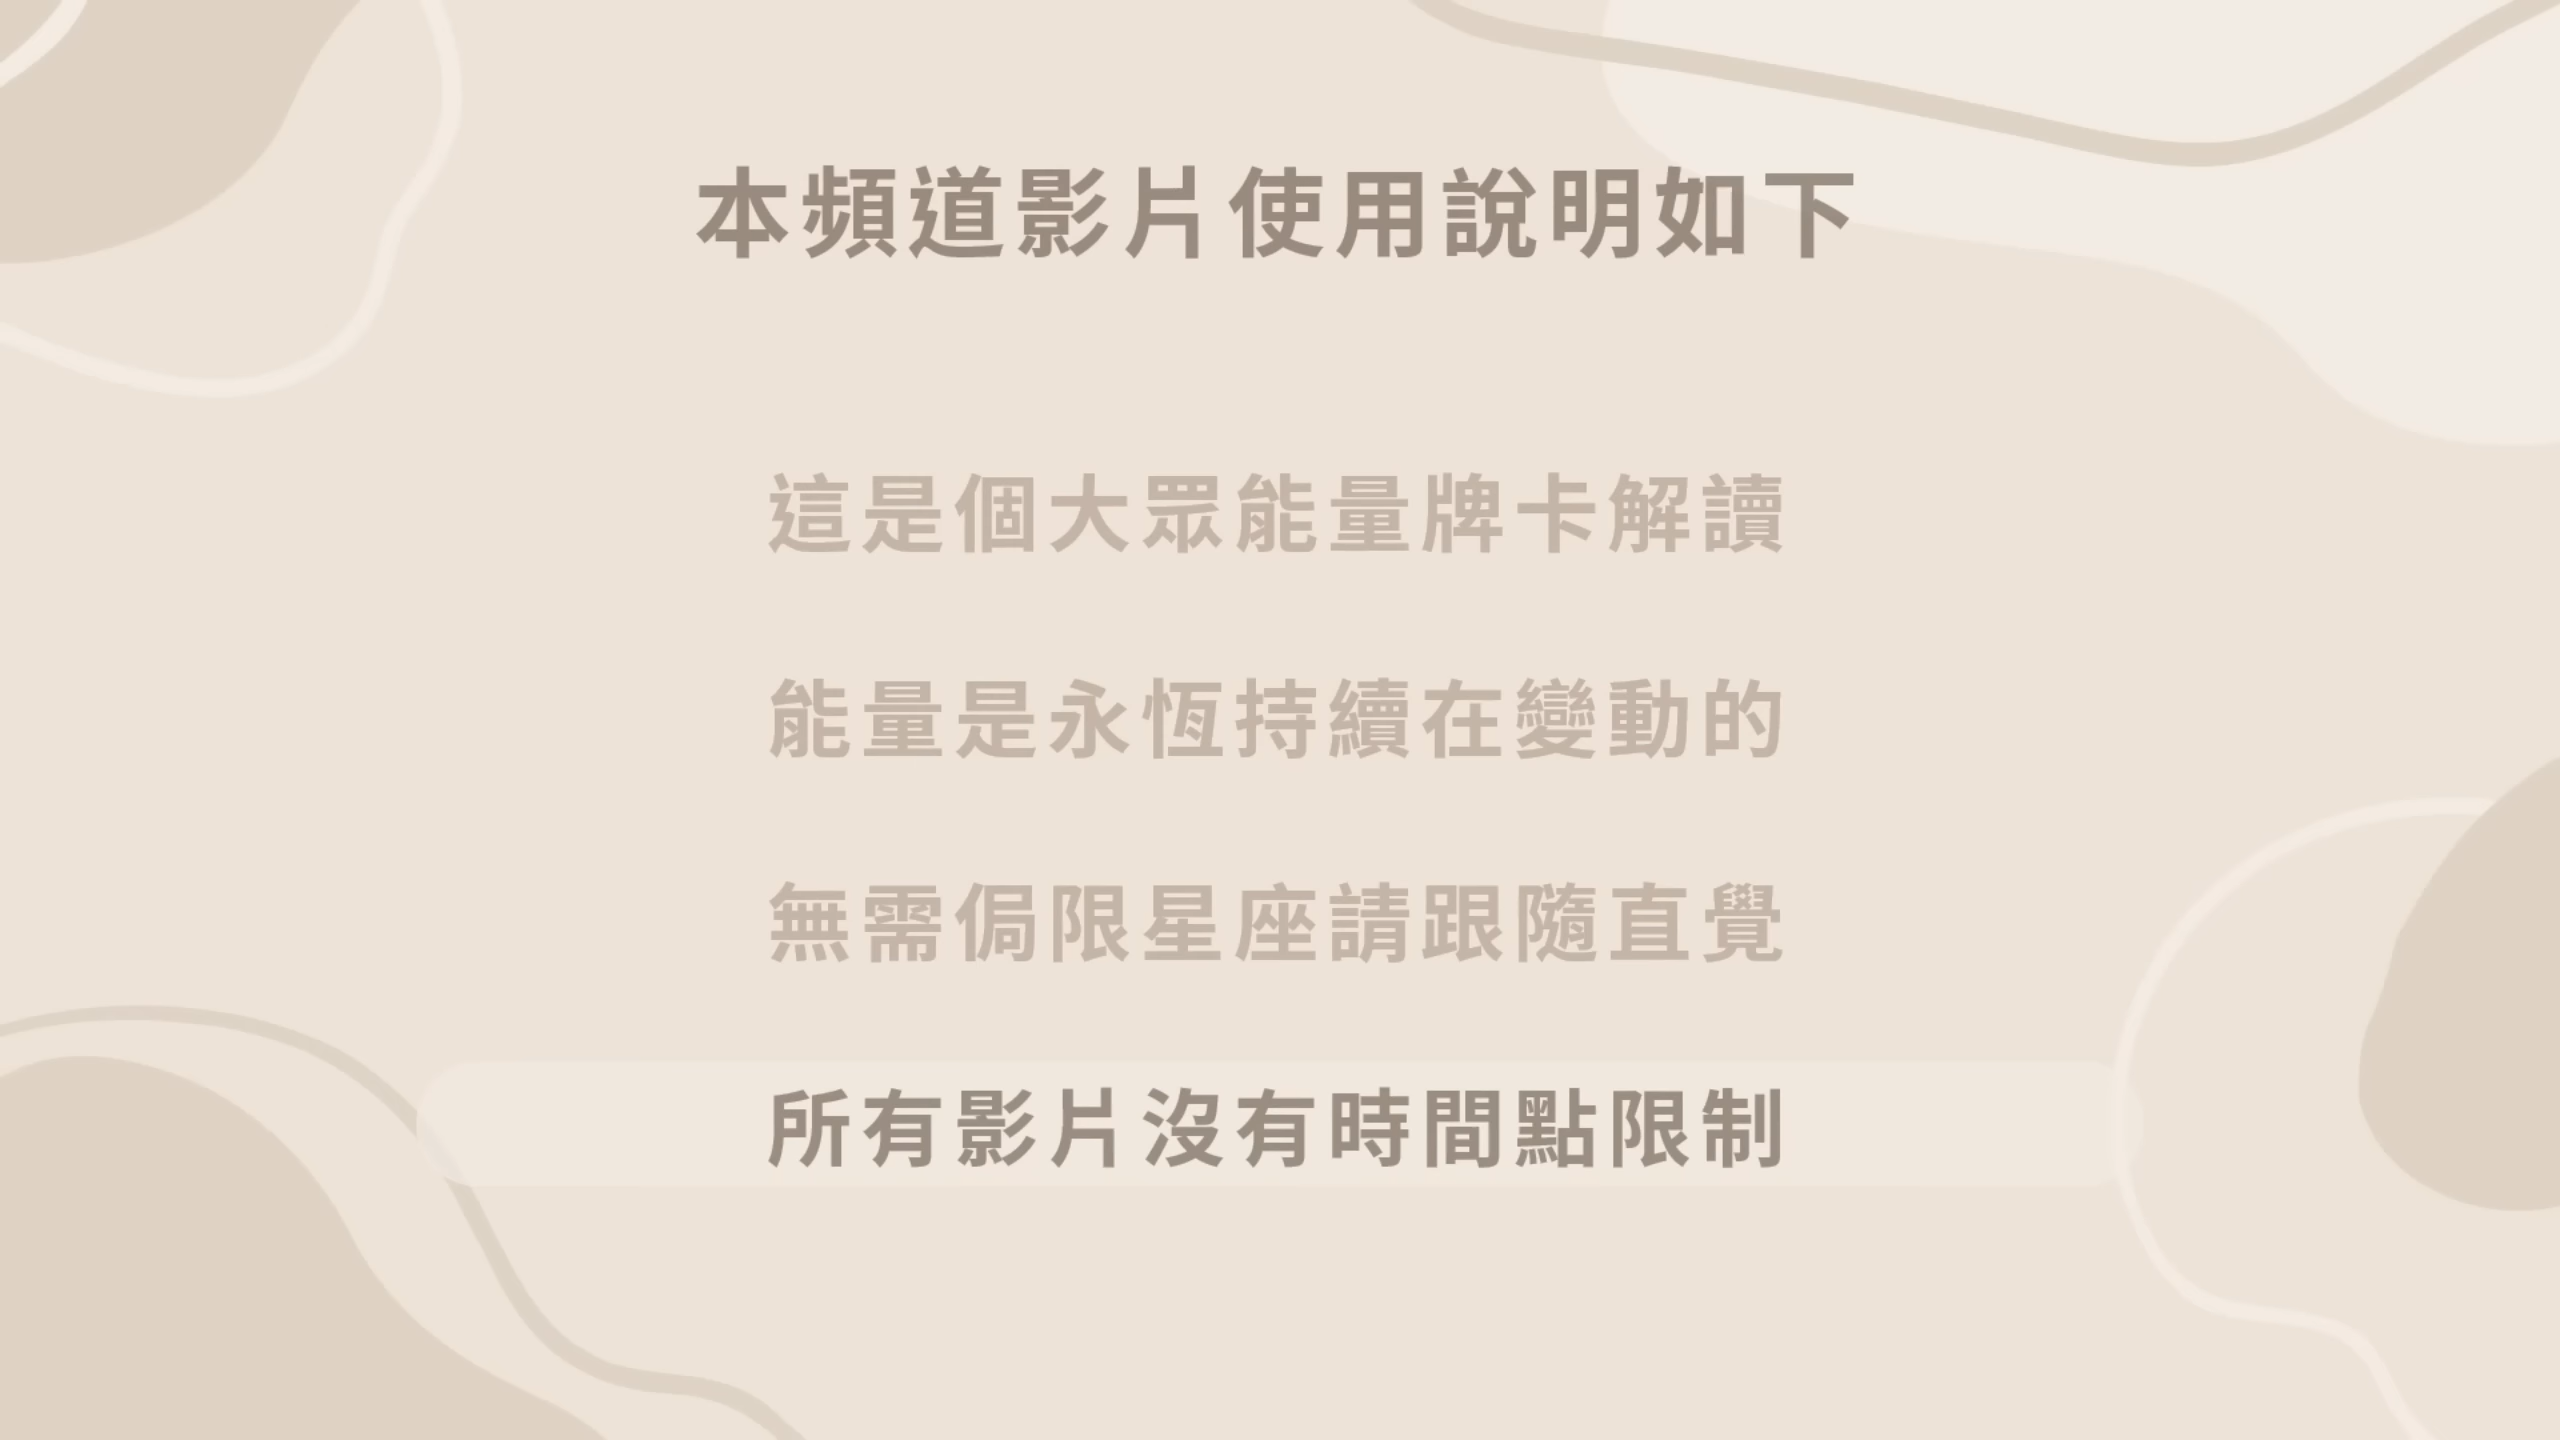 本頻道影片使用說明如下
這是個大眾能量牌卡解讀
能量是永恆持續在變動的
無需侷限星座請跟隨直覺
所有影片沒有時間點限制